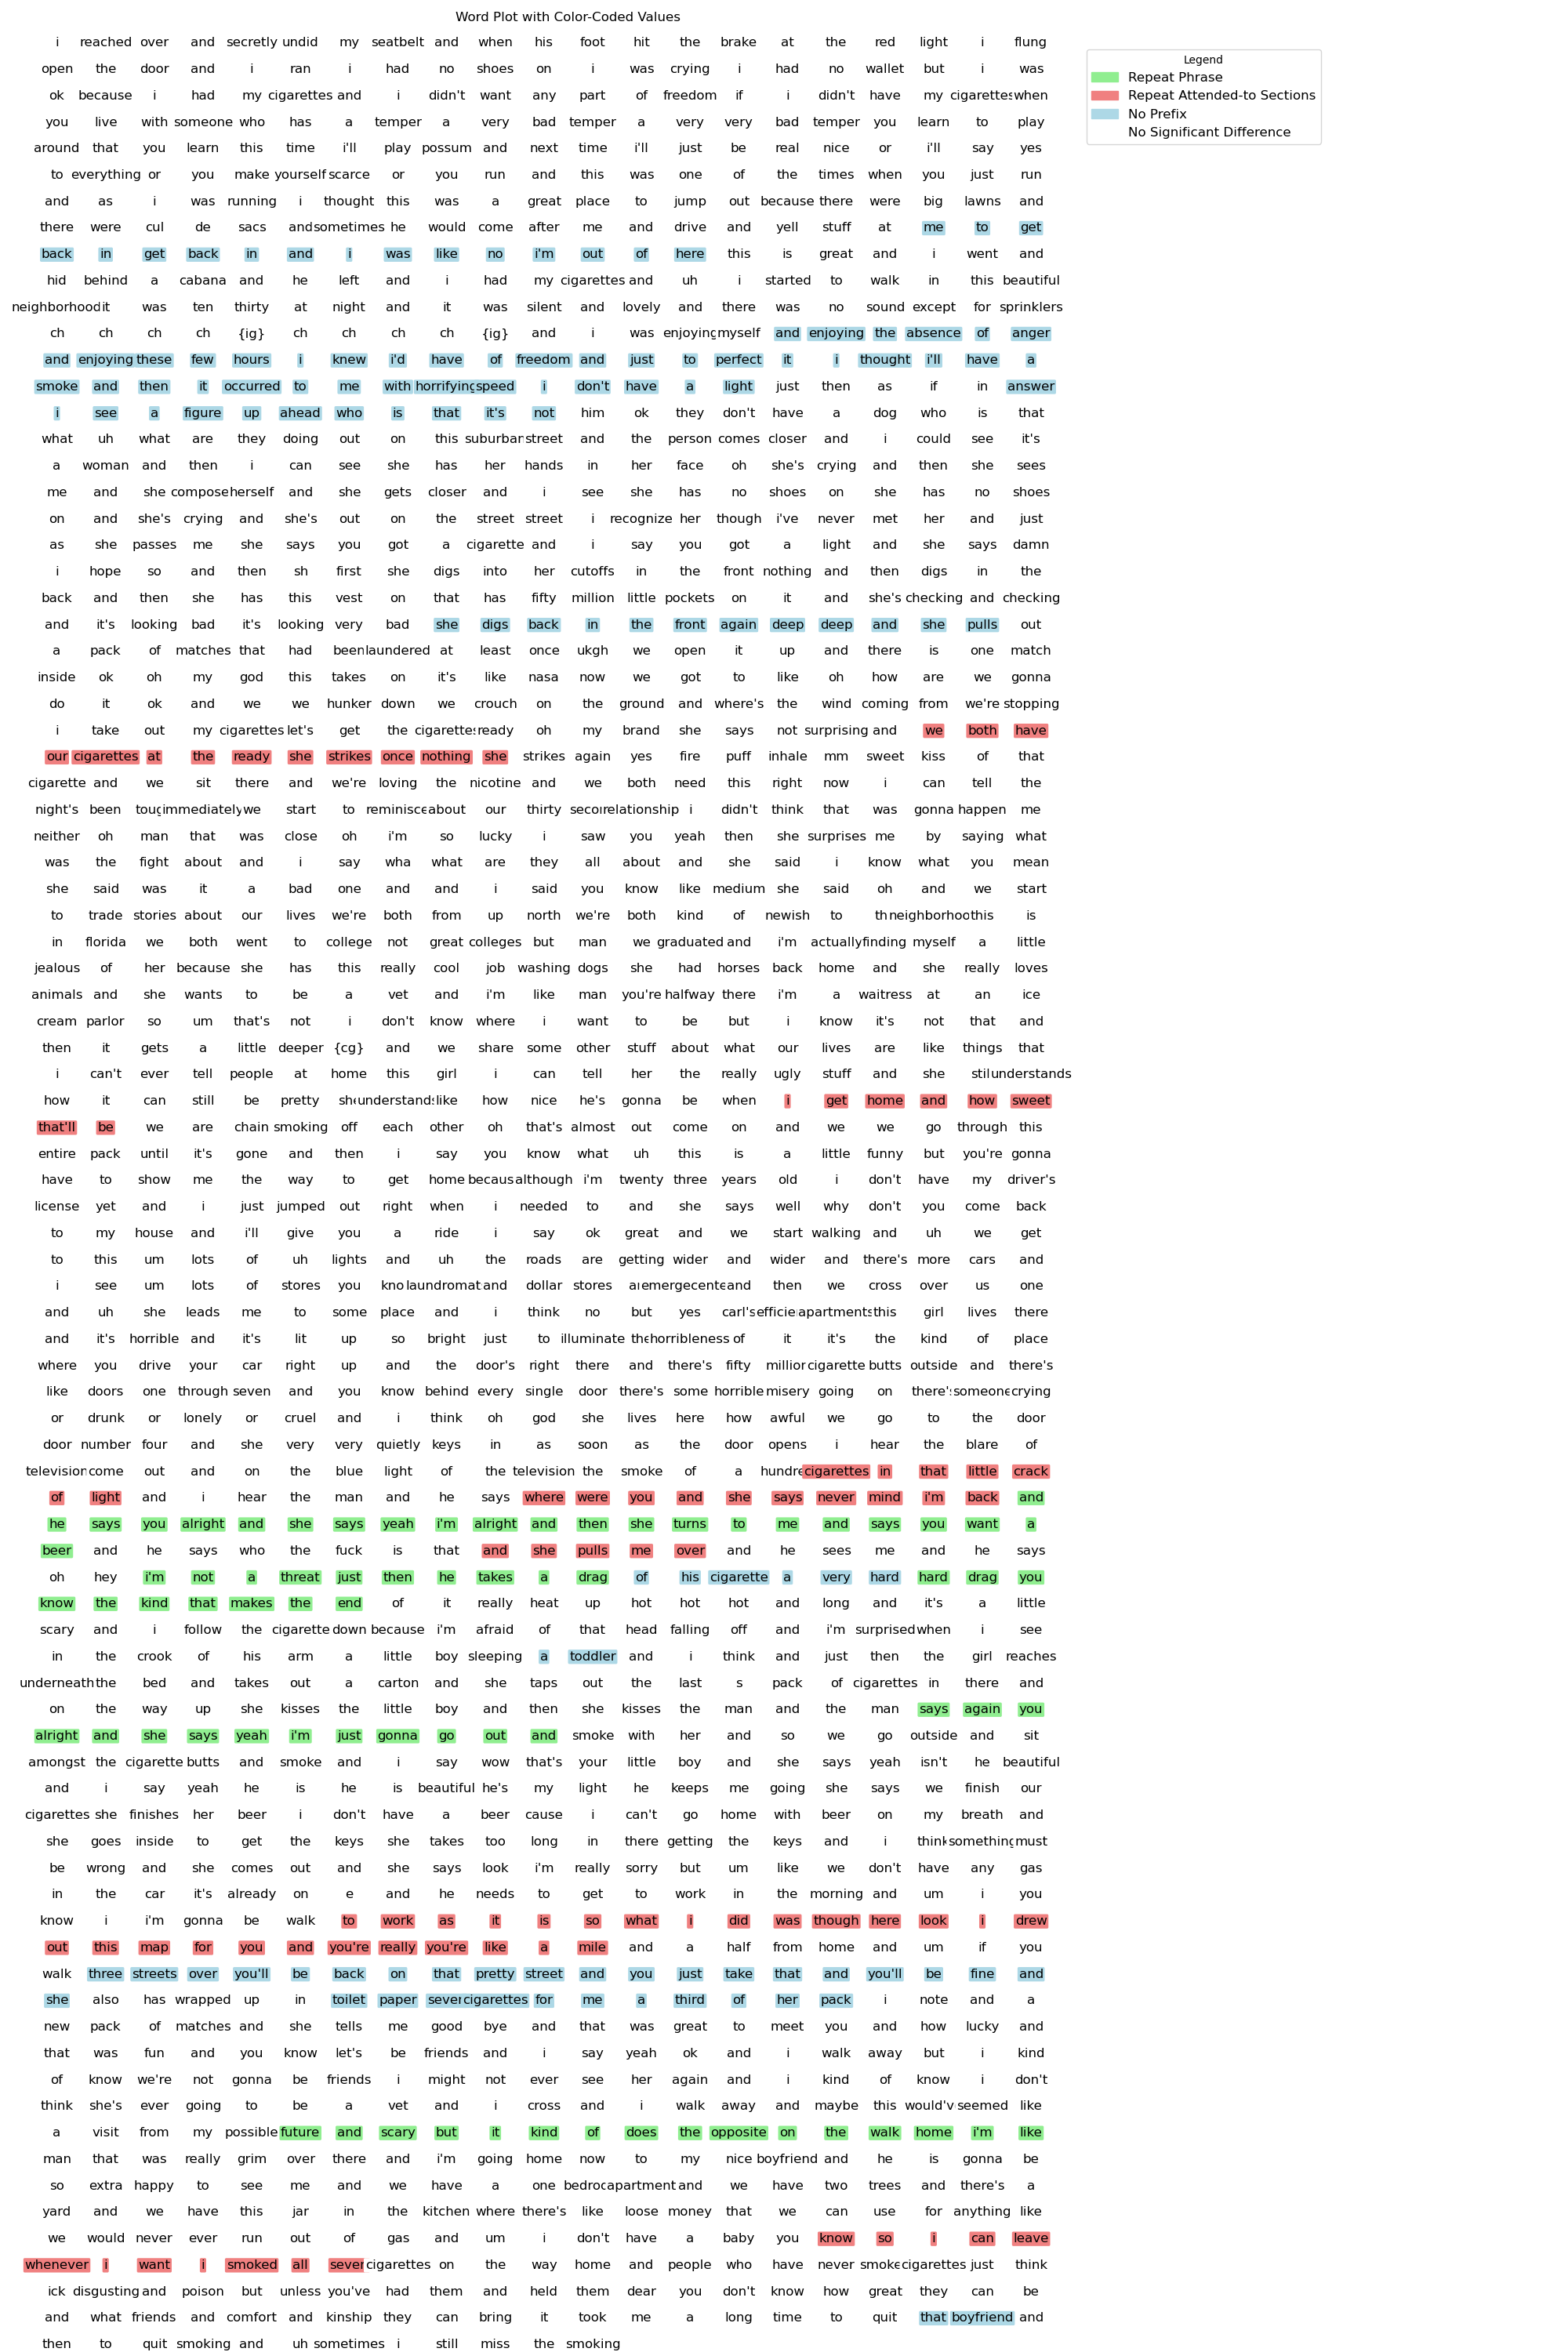 Word Plot with Color-Coded Values
i reached over and secretly undid my seatbelt and when his foot hit the brake at the red light i flung
Legend
open the door and i ran i had no shoes on i was crying i had no wallet but i was
Repeat Phrase
ok because i had my cigarettes and i didn't want any part of freedom if i didn't have my cigarettes when
Repeat Attended-to Sections
No Prefix
you live with someone who has a temper a very bad temper a very very bad temper you learn to play
No Significant Difference
around that you learn this time i'll play possum and next time i'll just be real nice or i'll say yes
to everything or you make yourself scarce or you run and this was one of the times when you just run
and as i was running i thought this was a great place to jump out because there were big lawns and
there were cul de sacs and sometimes he would come after me and drive and yell stuff at me to get
back in get back in and i was like no i'm out of here this is great and i went and
hid behind a cabana and he left and i had my cigarettes and uh i started to walk in this beautiful
neighborhood it was ten thirty at night and it was silent and lovely and there was no sound except for sprinklers
ch ch ch ch {ig} ch ch ch ch {ig} and i was enjoying myself and enjoying the absence of anger
and enjoying these few hours i knew i'd have of freedom and just to perfect it i thought i'll have a
smoke and then it occurred to me with horrifying speed i don't have a light just then as if in answer
i see a figure up ahead who is that it's not him ok they don't have a dog who is that
what uh what are they doing out on this suburban street and the person comes closer and i could see it's
a woman and then i can see she has her hands in her face oh she's crying and then she sees
me and she compose herself and she gets closer and i see she has no shoes on she has no shoes
on and she's crying and she's out on the street street i recognize her though i've never met her and just
as she passes me she says you got a cigarette and i say you got a light and she says damn
i hope so and then sh first she digs into her cutoffs in the front nothing and then digs in the
back and then she has this vest on that has fifty million little pockets on it and she's checking and checking
and it's looking bad it's looking very bad she digs back in the front again deep deep and she pulls out
a pack of matches that had been laundered at least once ukgh we open it up and there is one match
inside ok oh my god this takes on it's like nasa now we got to like oh how are we gonna
do it ok and we we hunker down we crouch on the ground and where's the wind coming from we're stopping
i take out my cigarettes let's get the cigarettes ready oh my brand she says not surprising and we both have
our cigarettes at the ready she strikes once nothing she strikes again yes fire puff inhale mm sweet kiss of that
cigarette and we sit there and we're loving the nicotine and we both need this right now i can tell the
night's been toug immediately we start to reminisce about our thirty secon relationship i didn't think that was gonna happen me
neither oh man that was close oh i'm so lucky i saw you yeah then she surprises me by saying what
was the fight about and i say wha what are they all about and she said i know what you mean
she said was it a bad one and and i said you know like medium she said oh and we start
to trade stories about our lives we're both from up north we're both kind of newish to th neighborhoo this is
in florida we both went to college not great colleges but man we graduated and i'm actually finding myself a little
jealous of her because she has this really cool job washing dogs she had horses back home and she really loves
animals and she wants to be a vet and i'm like man you're halfway there i'm a waitress at an ice
cream parlor so um that's not i don't know where i want to be but i know it's not that and
then it gets a little deeper {cg} and we share some other stuff about what our lives are like things that
i can't ever tell people at home this girl i can tell her the really ugly stuff and she stil understands
how it can still be pretty she understands like how nice he's gonna be when i get home and how sweet
that'll be we are chain smoking off each other oh that's almost out come on and we we go through this
entire pack until it's gone and then i say you know what uh this is a little funny but you're gonna
have to show me the way to get home becaus although i'm twenty three years old i don't have my driver's
license yet and i just jumped out right when i needed to and she says well why don't you come back
to my house and i'll give you a ride i say ok great and we start walking and uh we get
to this um lots of uh lights and uh the roads are getting wider and wider and there's more cars and
i see um lots of stores you kno laundromat and dollar stores a emergecente and then we cross over us one
and uh she leads me to some place and i think no but yes carl's efficie apartments this girl lives there
and it's horrible and it's lit up so bright just to illuminate the horribleness of it it's the kind of place
where you drive your car right up and the door's right there and there's fifty million cigarette butts outside and there's
like doors one through seven and you know behind every single door there's some horrible misery going on there's someone crying
or drunk or lonely or cruel and i think oh god she lives here how awful we go to the door
door number four and she very very quietly keys in as soon as the door opens i hear the blare of
television come out and on the blue light of the television the smoke of a hundre cigarettes in that little crack
of light and i hear the man and he says where were you and she says never mind i'm back and
he says you alright and she says yeah i'm alright and then she turns to me and says you want a
beer and he says who the fuck is that and she pulls me over and he sees me and he says
oh hey i'm not a threat just then he takes a drag of his cigarette a very hard hard drag you
know the kind that makes the end of it really heat up hot hot hot and long and it's a little
scary and i follow the cigarette down because i'm afraid of that head falling off and i'm surprised when i see
in the crook of his arm a little boy sleeping a toddler and i think and just then the girl reaches
underneath the bed and takes out a carton and she taps out the last s pack of cigarettes in there and
on the way up she kisses the little boy and then she kisses the man and the man says again you
alright and she says yeah i'm just gonna go out and smoke with her and so we go outside and sit
amongst the cigarette butts and smoke and i say wow that's your little boy and she says yeah isn't he beautiful
and i say yeah he is he is beautiful he's my light he keeps me going she says we finish our
cigarettes she finishes her beer i don't have a beer cause i can't go home with beer on my breath and
she goes inside to get the keys she takes too long in there getting the keys and i think something must
be wrong and she comes out and she says look i'm really sorry but um like we don't have any gas
in the car it's already on e and he needs to get to work in the morning and um i you
know i i'm gonna be walk to work as it is so what i did was though here look i drew
out this map for you and you're really you're like a mile and a half from home and um if you
walk three streets over you'll be back on that pretty street and you just take that and you'll be fine and
she also has wrapped up in toilet paper seven cigarettes for me a third of her pack i note and a
new pack of matches and she tells me good bye and that was great to meet you and how lucky and
that was fun and you know let's be friends and i say yeah ok and i walk away but i kind
of know we're not gonna be friends i might not ever see her again and i kind of know i don't
think she's ever going to be a vet and i cross and i walk away and maybe this would'v seemed like
a visit from my possible future and scary but it kind of does the opposite on the walk home i'm like
man that was really grim over there and i'm going home now to my nice boyfriend and he is gonna be
so extra happy to see me and we have a one bedroo apartment and we have two trees and there's a
yard and we have this jar in the kitchen where there's like loose money that we can use for anything like
we would never ever run out of gas and um i don't have a baby you know so i can leave
whenever i want i smoked all seven cigarettes on the way home and people who have never smoke cigarettes just think
ick disgusting and poison but unless you've had them and held them dear you don't know how great they can be
and what friends and comfort and kinship they can bring it took me a long time to quit that boyfriend and
then to quit smoking and uh sometimes i still miss the smoking